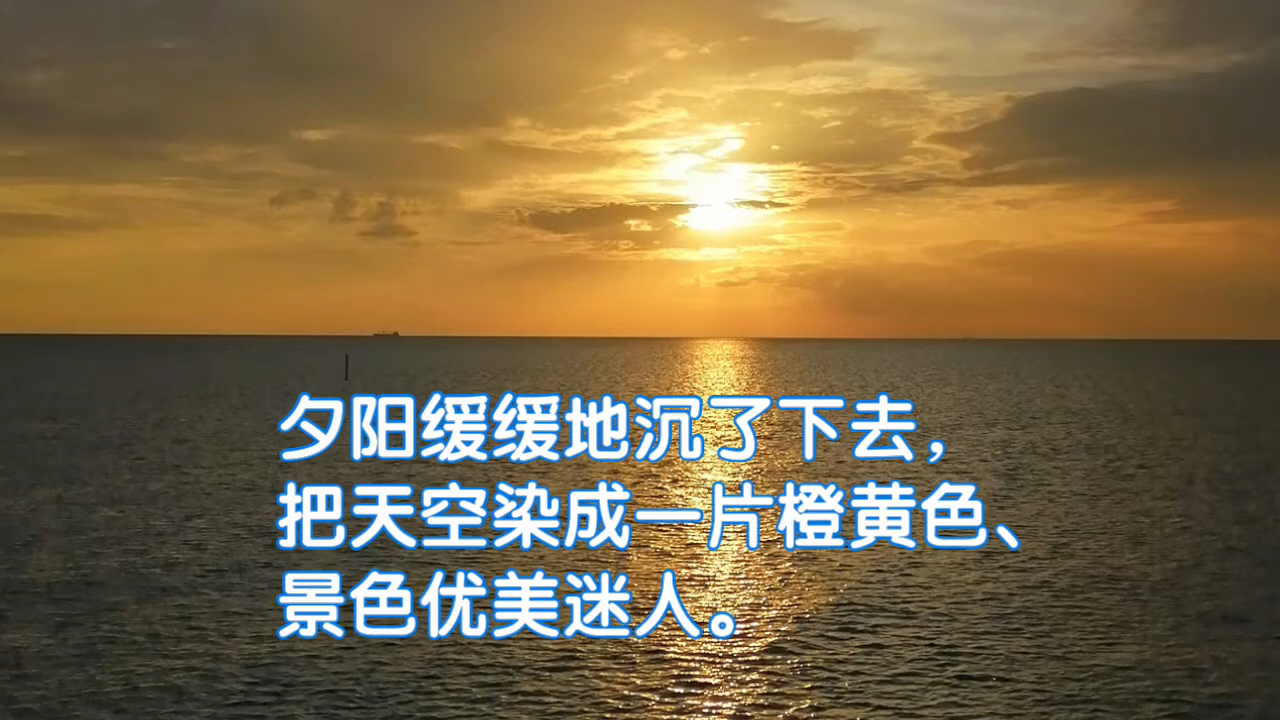 夕阳缓缓地沉了下去，
把天空染成一片橙黄色、
景色优美迷人。